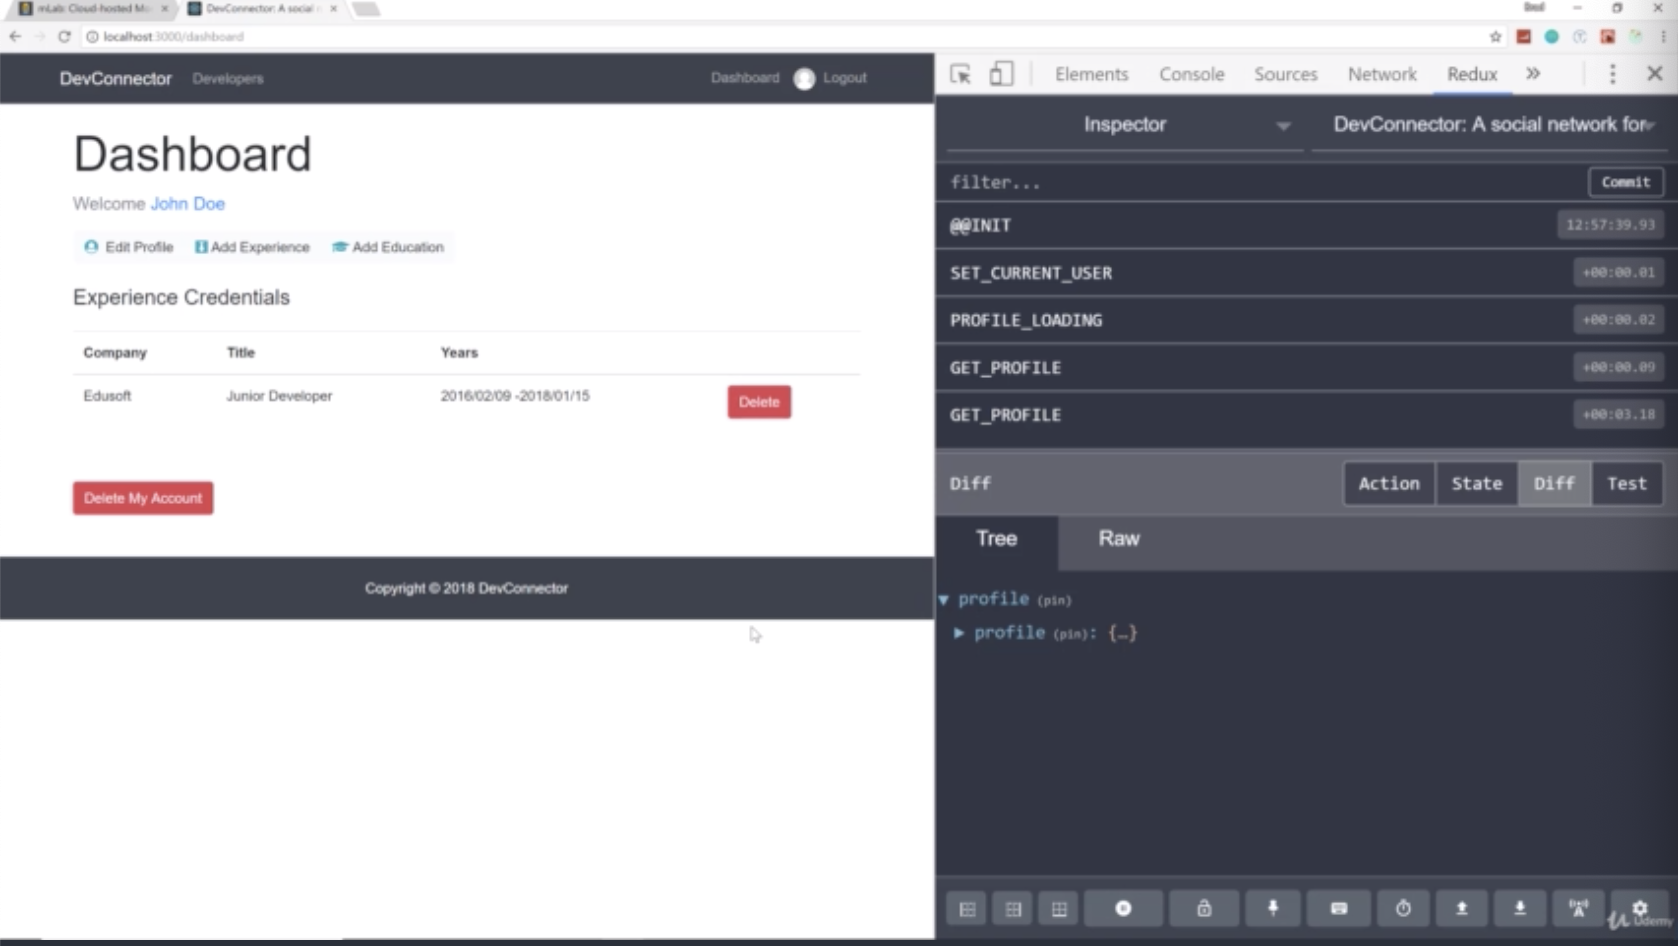 mLab: Cloud-hosted Mo
DevConnector: A social n
localhost:3000/dashboard
DevConnector Developers Dashboard Logout
Dashboard
Welcome John Doe
Edit Profile Add Experience Add Education
Experience Credentials
Company Title Years
Edusoft Junior Developer 2016/02/09 -2018/01/15 Delete
Delete My Account
Copyright © 2018 DevConnector
Elements Console Sources Network Redux »
Inspector DevConnector: A social network for
filter... Commit
@@INIT 12:57:39.93
SET_CURRENT_USER +00:00.01
PROFILE_LOADING +00:00.02
GET_PROFILE +00:00.09
GET_PROFILE +00:03.18
Diff Action State Diff Test
Tree Raw
profile (pin)
profile (pin): {…}
Udemy